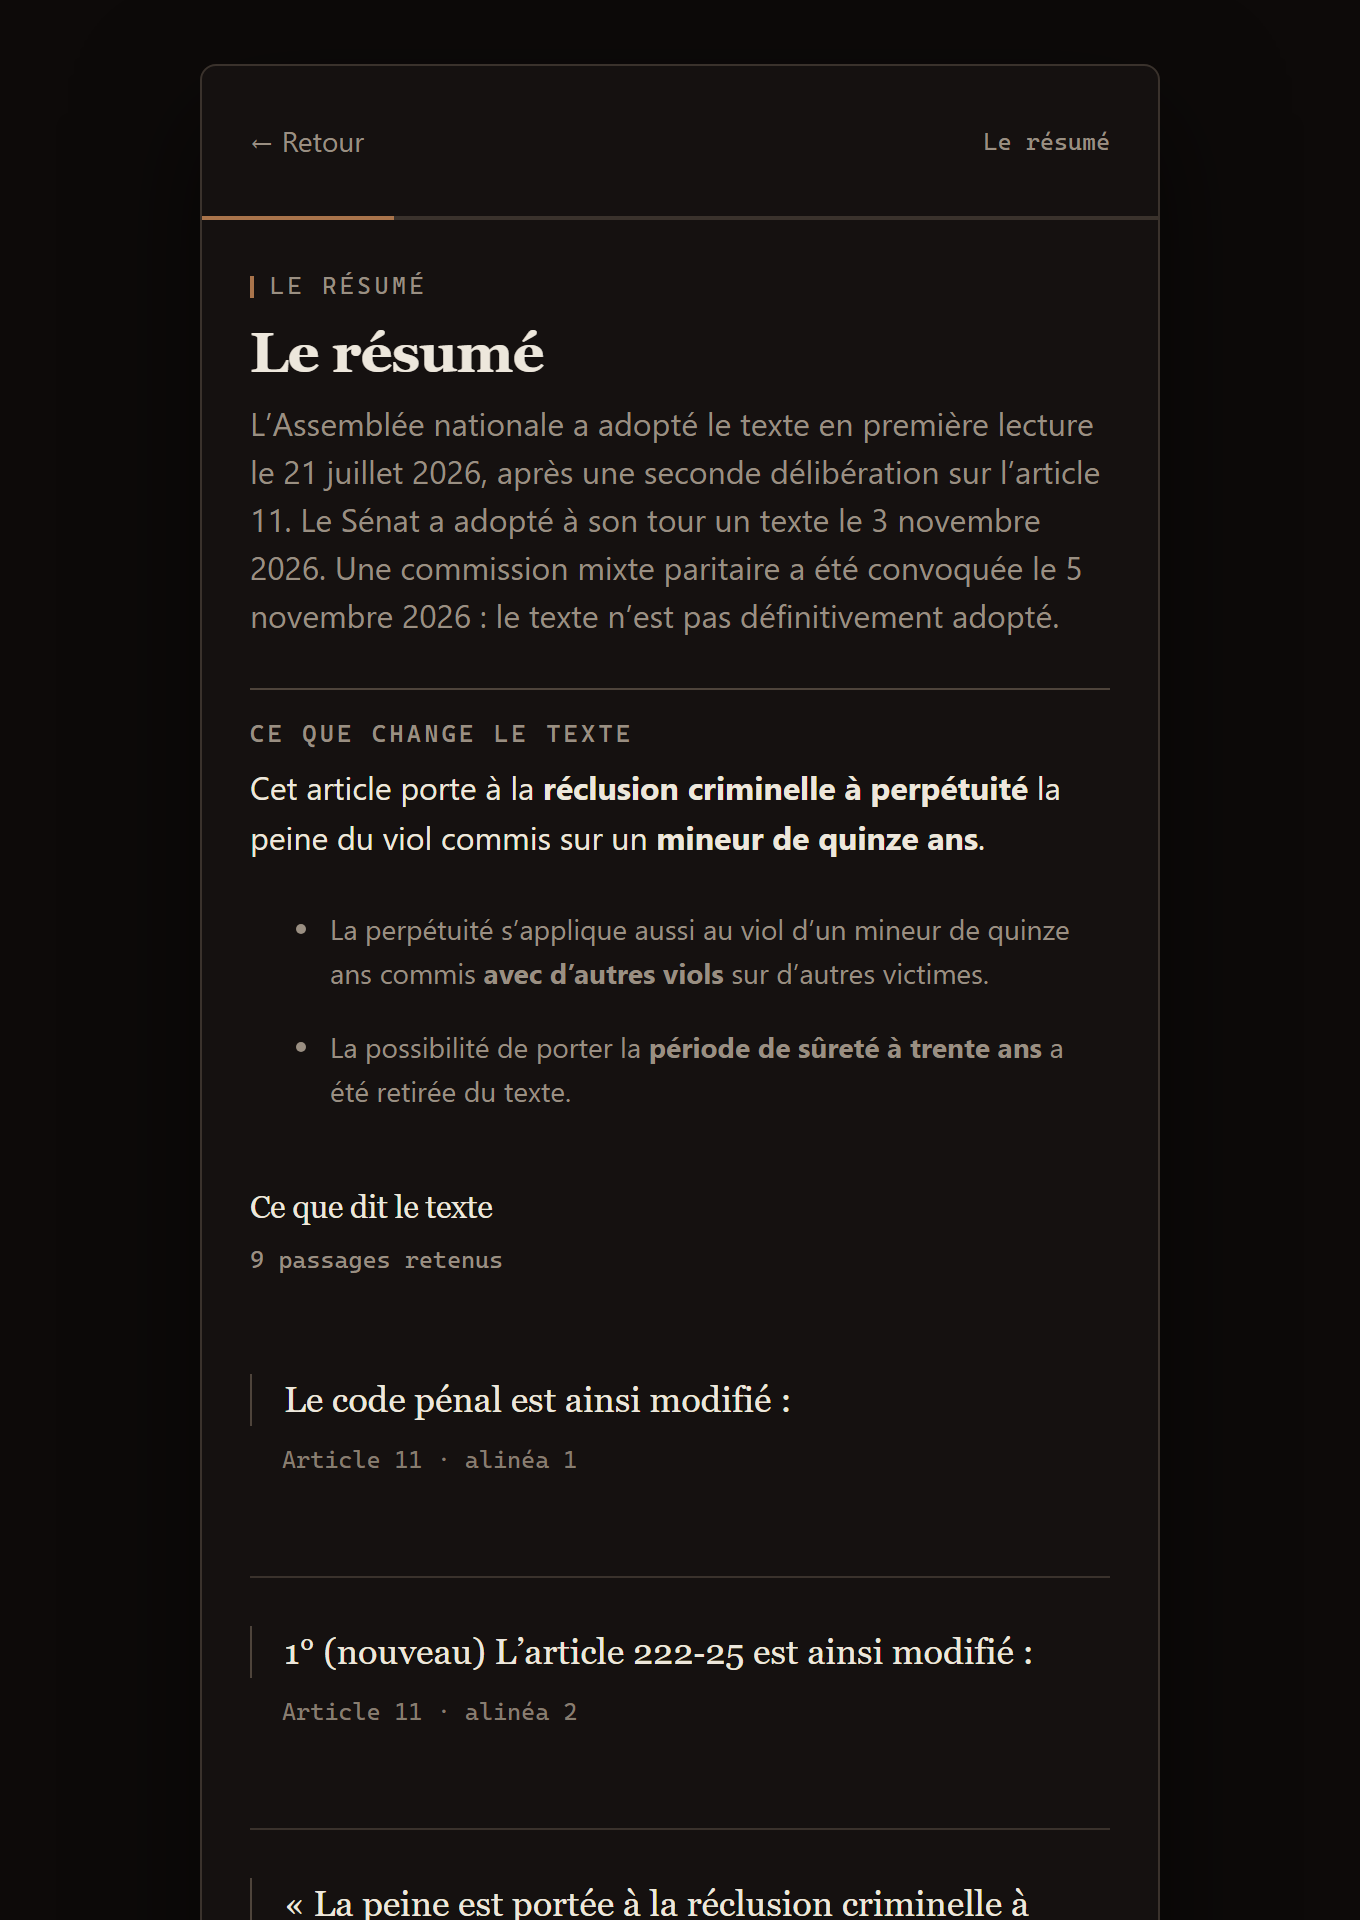 ← Retour
Le résumé
LE RÉSUMÉ
Le résumé
L’Assemblée nationale a adopté le texte en première lecture
le 21 juillet 2026, après une seconde délibération sur l’article
11. Le Sénat a adopté à son tour un texte le 3 novembre
2026. Une commission mixte paritaire a été convoquée le 5
novembre 2026 : le texte n’est pas définitivement adopté.
CE QUE CHANGE LE TEXTE
Cet article porte à la réclusion criminelle à perpétuité la
peine du viol commis sur un mineur de quinze ans.
• La perpétuité s’applique aussi au viol d’un mineur de quinze
ans commis avec d’autres viols sur d’autres victimes.
• La possibilité de porter la période de sûreté à trente ans a
été retirée du texte.
Ce que dit le texte
9 passages retenus
Le code pénal est ainsi modifié :
Article 11 · alinéa 1
1° (nouveau) L’article 222-25 est ainsi modifié :
Article 11 · alinéa 2
« La peine est portée à la réclusion criminelle à